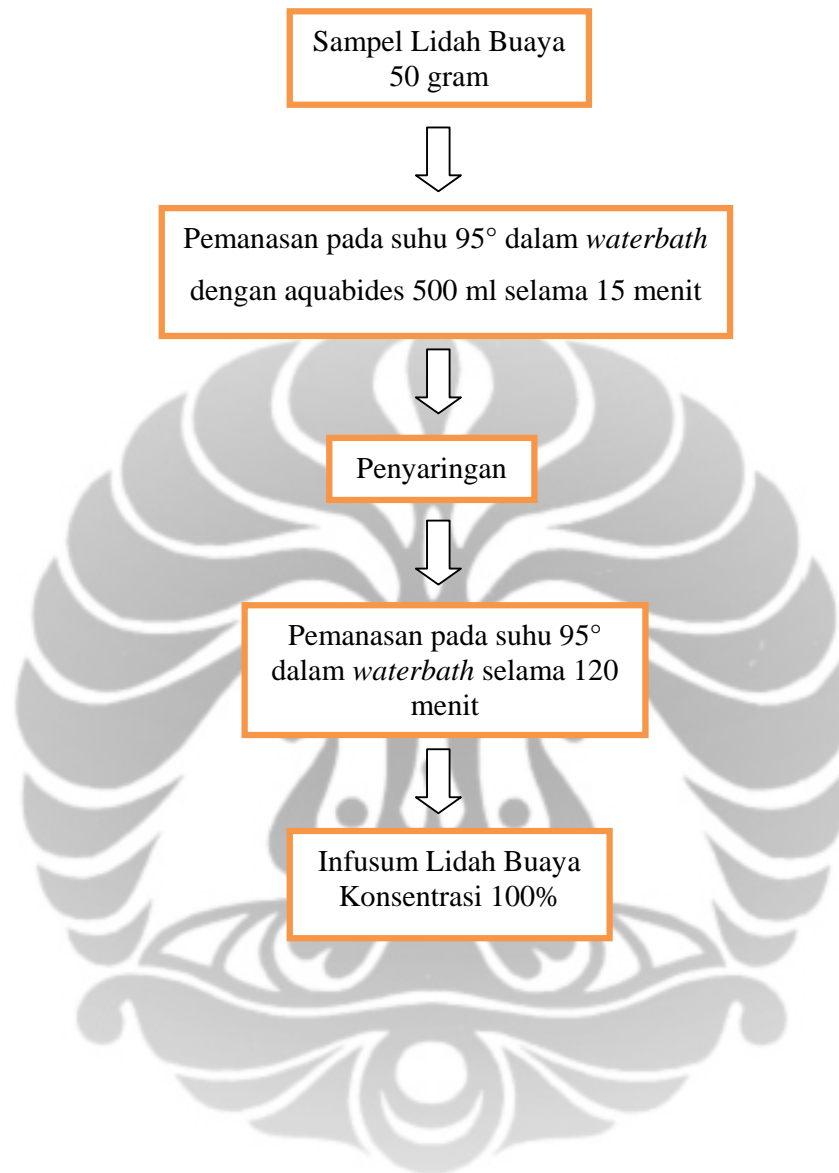 Sampel Lidah Buaya
50 gram
Pemanasan pada suhu 95° dalam waterbath
dengan aquabides 500 ml selama 15 menit
Penyaringan
Pemanasan pada suhu 95°
dalam waterbath selama 120
menit
Infusum Lidah Buaya
Konsentrasi 100%